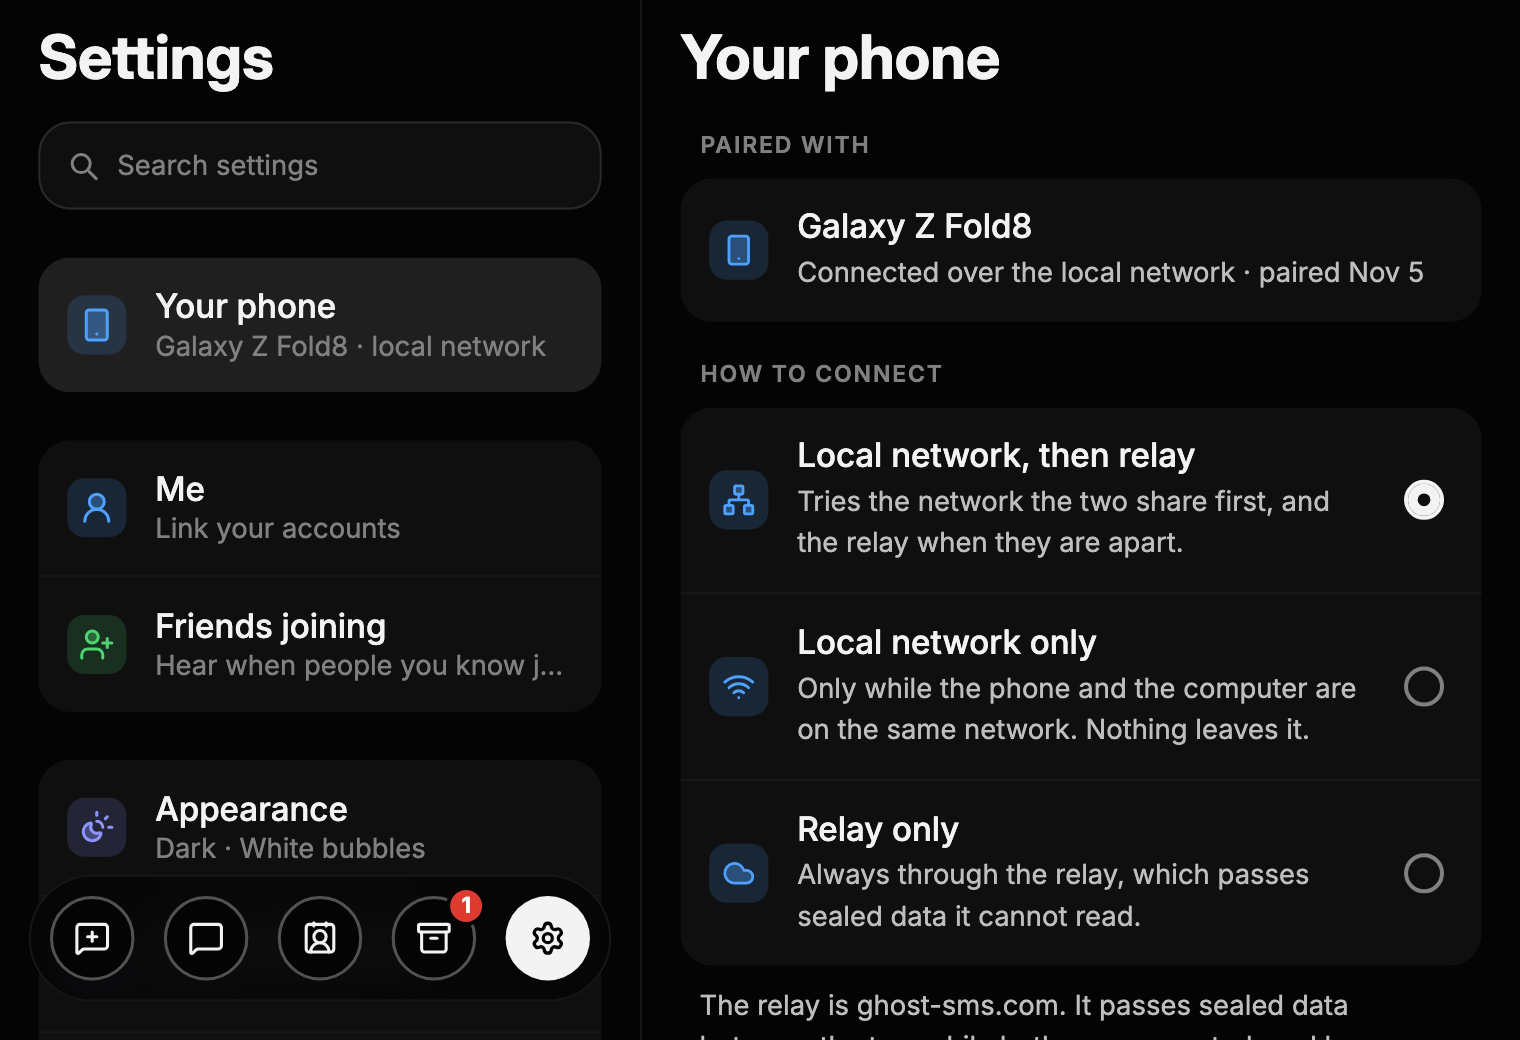 Settings
Search settings
Your phone
Galaxy Z Fold8 · local network
Me
Link your accounts
Friends joining
Hear when people you know j...
Appearance
Dark · White bubbles
1
Your phone
PAIRED WITH
Galaxy Z Fold8
Connected over the local network · paired Nov 5
HOW TO CONNECT
Local network, then relay
Tries the network the two share first, and
the relay when they are apart.
Local network only
Only while the phone and the computer are
on the same network. Nothing leaves it.
Relay only
Always through the relay, which passes
sealed data it cannot read.
The relay is ghost-sms.com. It passes sealed data